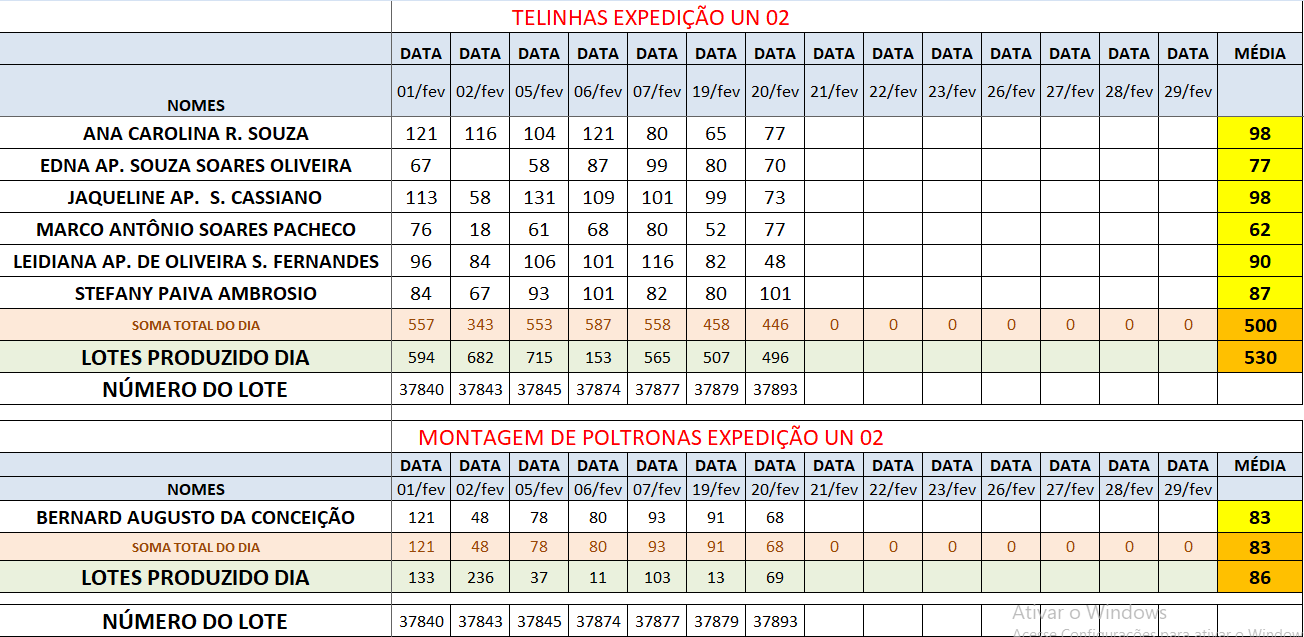 TELINHAS EXPEDIÇÃO UN 02
DATA DATA DATA DATA DATA DATA DATA DATA DATA DATA DATA DATA DATA DATA MÉDIA
NOMES 01/fev 02/fev 05/fev 06/fev 07/fev 19/fev 20/fev 21/fev 22/fev 23/fev 26/fev 27/fev 28/fev 29/fev
ANA CAROLINA R. SOUZA 121 116 104 121 80 65 77 98
EDNA AP. SOUZA SOARES OLIVEIRA 67 58 87 99 80 70 77
JAQUELINE AP. S. CASSIANO 113 58 131 109 101 99 73 98
MARCO ANTÔNIO SOARES PACHECO 76 18 61 68 80 52 77 62
LEIDIANA AP. DE OLIVEIRA S. FERNANDES 96 84 106 101 116 82 48 90
STEFANY PAIVA AMBROSIO 84 67 93 101 82 80 101 87
SOMA TOTAL DO DIA 557 343 553 587 558 458 446 0 0 0 0 0 0 0 500
LOTES PRODUZIDO DIA 594 682 715 153 565 507 496 530
NÚMERO DO LOTE 37840 37843 37845 37874 37877 37879 37893
MONTAGEM DE POLTRONAS EXPEDIÇÃO UN 02
DATA DATA DATA DATA DATA DATA DATA DATA DATA DATA DATA DATA DATA DATA MÉDIA
NOMES 01/fev 02/fev 05/fev 06/fev 07/fev 19/fev 20/fev 21/fev 22/fev 23/fev 26/fev 27/fev 28/fev 29/fev
BERNARD AUGUSTO DA CONCEIÇÃO 121 48 78 80 93 91 68 83
SOMA TOTAL DO DIA 121 48 78 80 93 91 68 0 0 0 0 0 0 0 83
LOTES PRODUZIDO DIA 133 236 37 11 103 13 69 86
NÚMERO DO LOTE 37840 37843 37845 37874 37877 37879 37893
Ativar o Windows
Acesse Configurações para ativar o Window